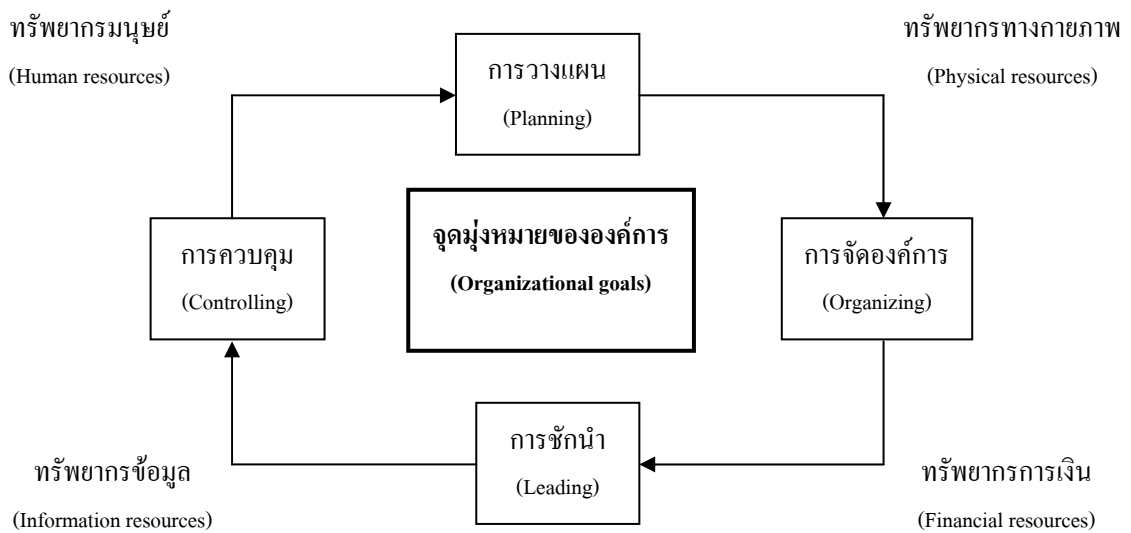 ทรัพยากรมนุษย์
(Human resources)
ทรัพยากรทางกายภาพ
(Physical resources)
การวางแผน
(Planning)
จุดมุ่งหมายขององค์การ
(Organizational goals)
การควบคุม
(Controlling)
การจัดองค์การ
(Organizing)
การชักนำ
(Leading)
ทรัพยากรข้อมูล
(Information resources)
ทรัพยากรการเงิน
(Financial resources)